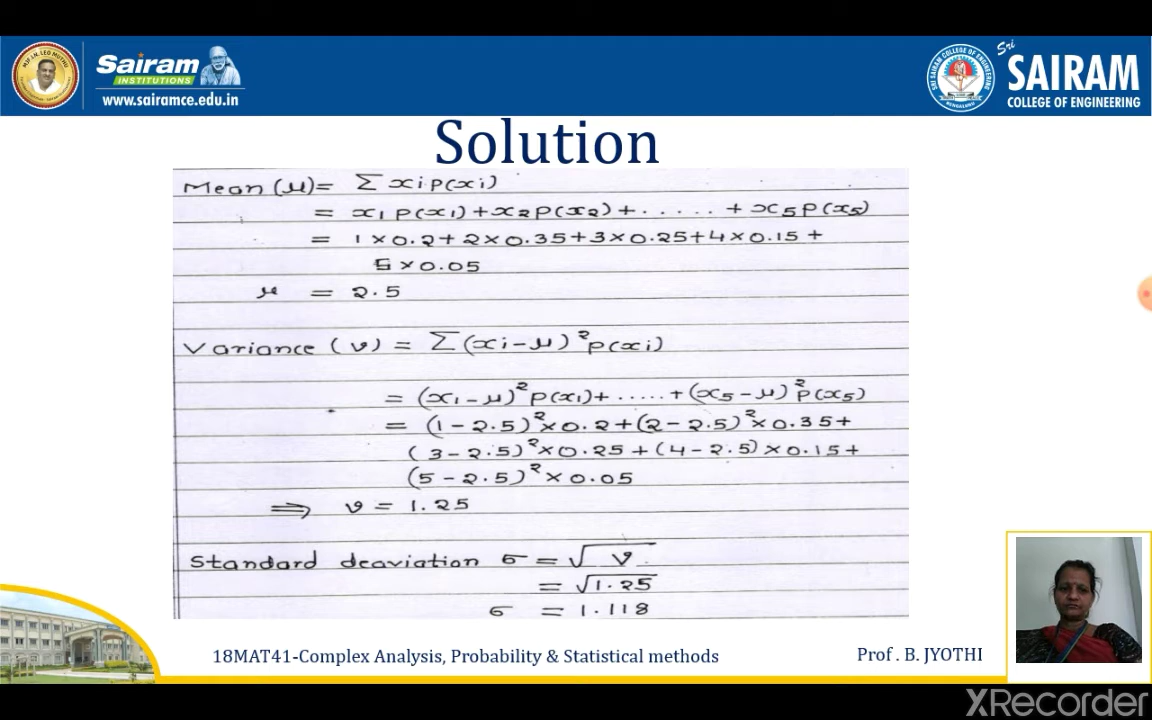 Sairam
INSTITUTIONS
www.sairamce.edu.in
Sri
SAIRAM
COLLEGE OF ENGINEERING
Solution
Mean (μ) = Σ xi p(xi)
= x1 p(x1) + x2 p(x2) + ..... + x5 p(x5)
= 1 × 0.2 + 2 × 0.35 + 3 × 0.25 + 4 × 0.15 +
5 × 0.05
μ = 2.5
Variance (v) = Σ (xi - μ)² p(xi)
= (x1 - μ)² p(x1) + ..... + (x5 - μ)² p(x5)
= (1 - 2.5)² × 0.2 + (2 - 2.5)² × 0.35 +
(3 - 2.5)² × 0.25 + (4 - 2.5) × 0.15 +
(5 - 2.5)² × 0.05
⇒ v = 1.25
Standard deaviation σ = √v
= √1.25
σ = 1.118
18MAT41-Complex Analysis, Probability & Statistical methods
Prof . B. JYOTHI
XRecorder